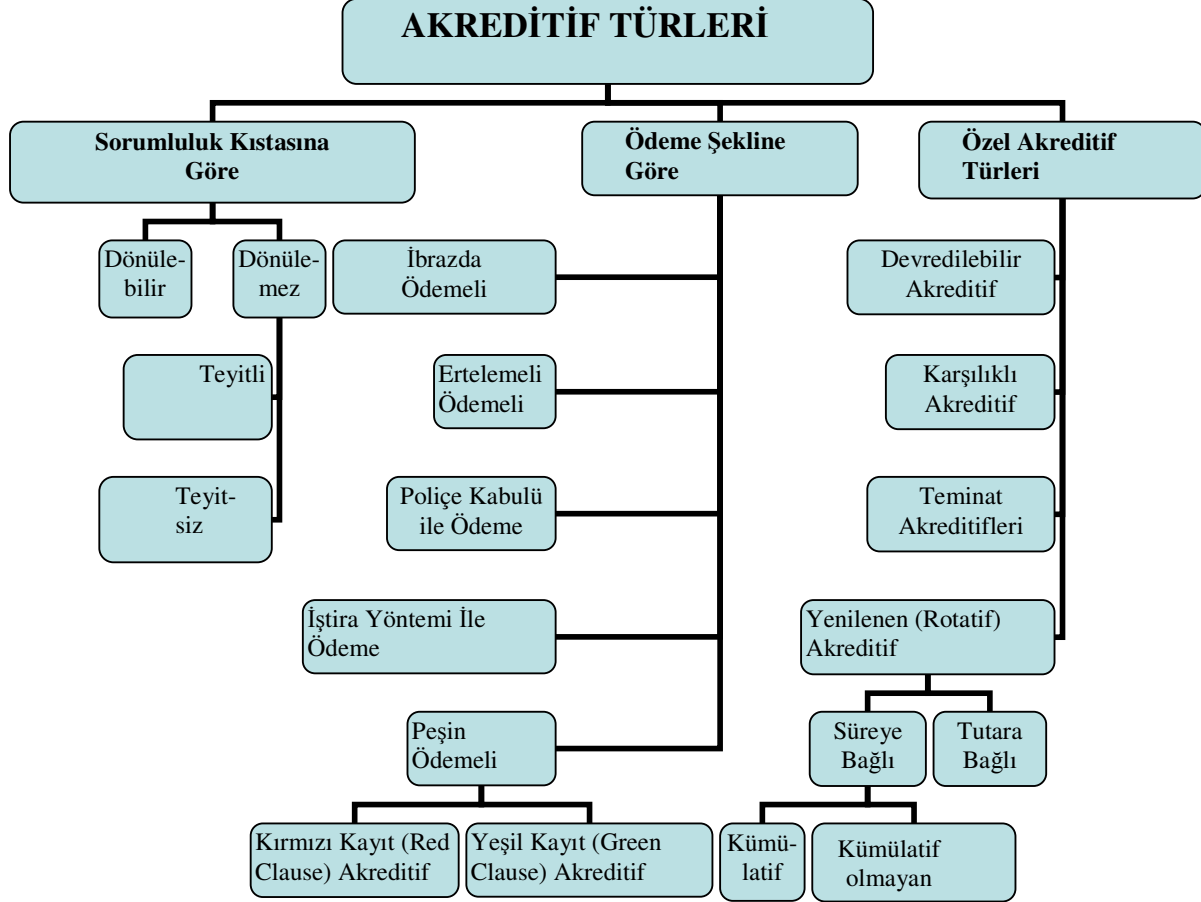 AKREDİTİF TÜRLERİ
Sorumluluk Kıstasına
Göre
Ödeme Şekline
Göre
Özel Akreditif
Türleri
Dönüle-
bilir
Dönüle-
mez
Teyitli
Teyit-
siz
İbrazda
Ödemeli
Ertelemeli
Ödemeli
Poliçe Kabulü
ile Ödeme
İştira Yöntemi İle
Ödeme
Peşin
Ödemeli
Kırmızı Kayıt (Red
Clause) Akreditif
Yeşil Kayıt (Green
Clause) Akreditif
Devredilebilir
Akreditif
Karşılıklı
Akreditif
Teminat
Akreditifleri
Yenilenen (Rotatif)
Akreditif
Süreye
Bağlı
Tutara
Bağlı
Kümü-
latif
Kümülatif
olmayan